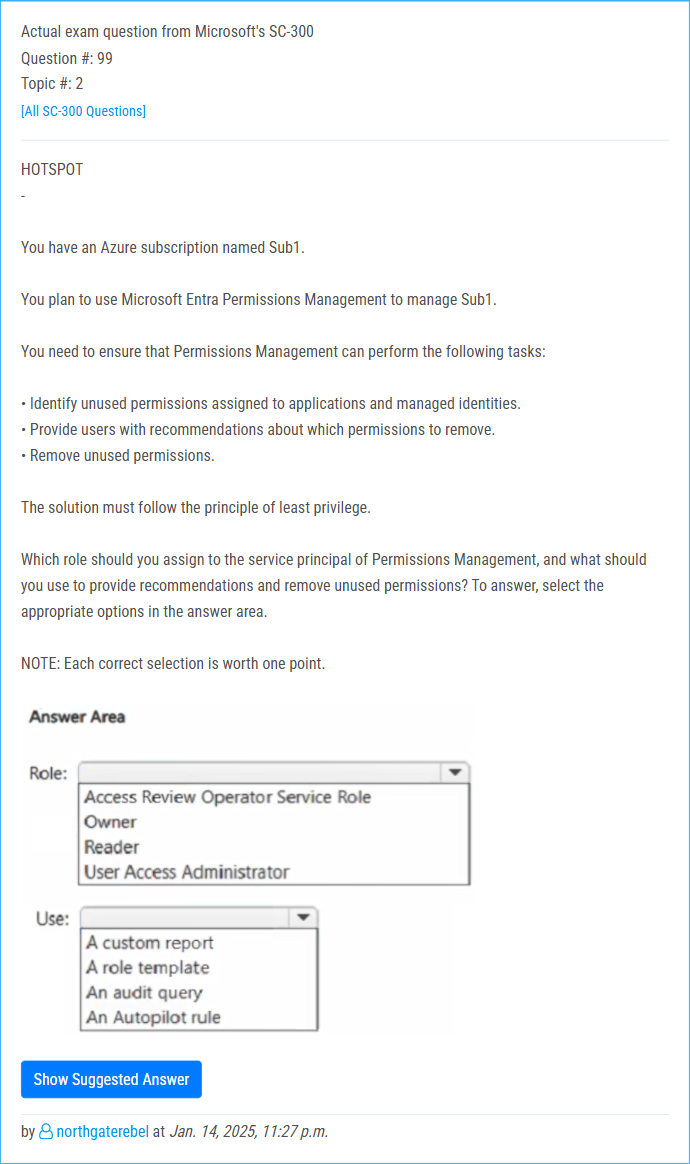 Actual exam question from Microsoft's SC-300
Question #: 99
Topic #: 2
[All SC-300 Questions]
HOTSPOT
-
You have an Azure subscription named Sub1.
You plan to use Microsoft Entra Permissions Management to manage Sub1.
You need to ensure that Permissions Management can perform the following tasks:
• Identify unused permissions assigned to applications and managed identities.
• Provide users with recommendations about which permissions to remove.
• Remove unused permissions.
The solution must follow the principle of least privilege.
Which role should you assign to the service principal of Permissions Management, and what should
you use to provide recommendations and remove unused permissions? To answer, select the
appropriate options in the answer area.
NOTE: Each correct selection is worth one point.
Answer Area
Role:
Access Review Operator Service Role
Owner
Reader
User Access Administrator
Use:
A custom report
A role template
An audit query
An Autopilot rule
Show Suggested Answer
by northgaterebel at Jan. 14, 2025, 11:27 p.m.